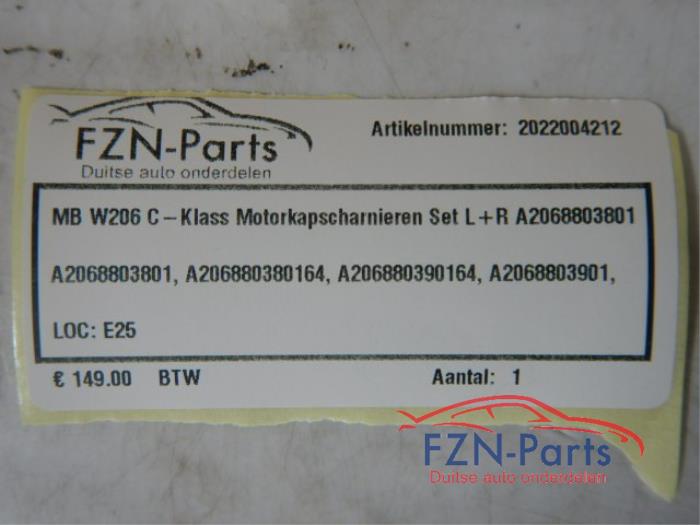 FZN-Parts
Duitse auto onderdelen
Artikelnummer: 2022004212
MB W206 C-Klass Motorkapscharnieren Set L+R A2068803801
A2068803801, A206880380164, A206880390164, A2068803901,
LOC: E25
€ 149.00 BTW
Aantal: 1
FZN-Parts
Duitse auto onderdelen